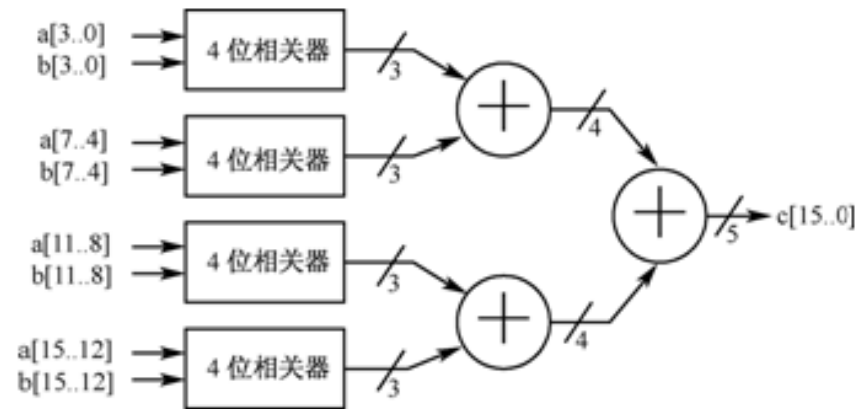 a[3..0]
b[3..0]
4 位相关器
3
a[7..4]
b[7..4]
4 位相关器
3
4
a[11..8]
b[11..8]
4 位相关器
3
a[15..12]
b[15..12]
4 位相关器
3
4
5
c[15..0]